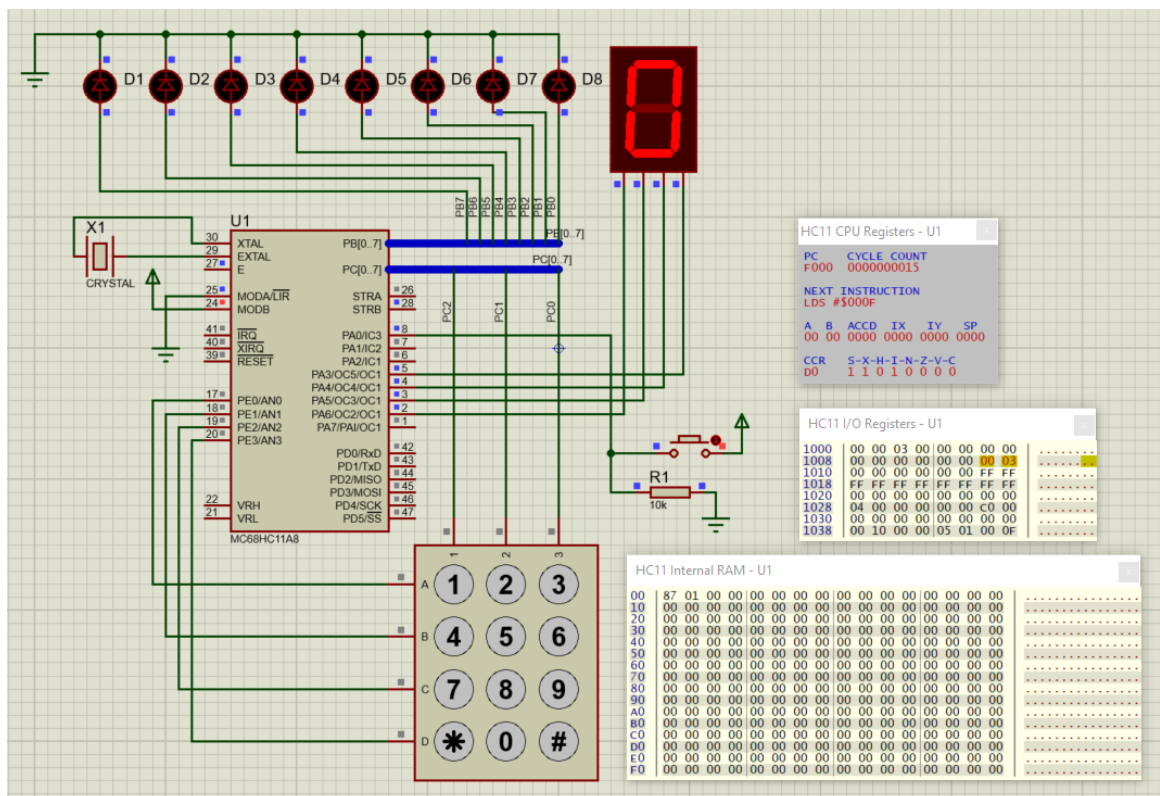 D1 D2 D3 D4 D5 D6 D7 D8
PB7 PB6 PB5 PB4 PB3 PB2 PB1 PB0
PB[0..7]
PC[0..7]
PC2 PC1 PC0
X1
CRYSTAL
U1
30 XTAL
29 EXTAL
27 E
25 MODA/LIR
24 MODB
41 IRQ
40 XIRQ
39 RESET
17 PE0/AN0
18 PE1/AN1
19 PE2/AN2
20 PE3/AN3
22 VRH
21 VRL
PB[0..7]
PC[0..7]
STRA 26
STRB 28
PA0/IC3 8
PA1/IC2 7
PA2/IC1 6
PA3/OC5/OC1 5
PA4/OC4/OC1 4
PA5/OC3/OC1 3
PA6/OC2/OC1 2
PA7/PAI/OC1 1
PD0/RxD 42
PD1/TxD 43
PD2/MISO 44
PD3/MOSI 45
PD4/SCK 46
PD5/SS 47
MC68HC11A8
R1
10k
0
1 2 3
A 1 2 3
B 4 5 6
C 7 8 9
D * 0 #
HC11 CPU Registers - U1
PC CYCLE COUNT
F000 0000000015
NEXT INSTRUCTION
LDS #$000F
A B ACCD IX IY SP
00 00 0000 0000 0000 0000
CCR S-X-H-I-N-Z-V-C
D0 1 1 0 1 0 0 0 0
HC11 I/O Registers - U1
1000 00 00 03 00 00 00 00 00 ........
1008 00 00 00 00 00 00 00 03 ........
1010 00 00 00 00 00 00 FF FF ........
1018 FF FF FF FF FF FF FF FF ........
1020 00 00 00 00 00 00 00 00 ........
1028 04 00 00 00 00 00 C0 00 ........
1030 00 00 00 00 00 00 00 00 ........
1038 00 10 00 00 05 01 00 0F ........
HC11 Internal RAM - U1
00 87 01 00 00 00 00 00 00 00 00 00 00 00 00 00 00 ................
10 00 00 00 00 00 00 00 00 00 00 00 00 00 00 00 00 ................
20 00 00 00 00 00 00 00 00 00 00 00 00 00 00 00 00 ................
30 00 00 00 00 00 00 00 00 00 00 00 00 00 00 00 00 ................
40 00 00 00 00 00 00 00 00 00 00 00 00 00 00 00 00 ................
50 00 00 00 00 00 00 00 00 00 00 00 00 00 00 00 00 ................
60 00 00 00 00 00 00 00 00 00 00 00 00 00 00 00 00 ................
70 00 00 00 00 00 00 00 00 00 00 00 00 00 00 00 00 ................
80 00 00 00 00 00 00 00 00 00 00 00 00 00 00 00 00 ................
90 00 00 00 00 00 00 00 00 00 00 00 00 00 00 00 00 ................
A0 00 00 00 00 00 00 00 00 00 00 00 00 00 00 00 00 ................
B0 00 00 00 00 00 00 00 00 00 00 00 00 00 00 00 00 ................
C0 00 00 00 00 00 00 00 00 00 00 00 00 00 00 00 00 ................
D0 00 00 00 00 00 00 00 00 00 00 00 00 00 00 00 00 ................
E0 00 00 00 00 00 00 00 00 00 00 00 00 00 00 00 00 ................
F0 00 00 00 00 00 00 00 00 00 00 00 00 00 00 00 00 ................